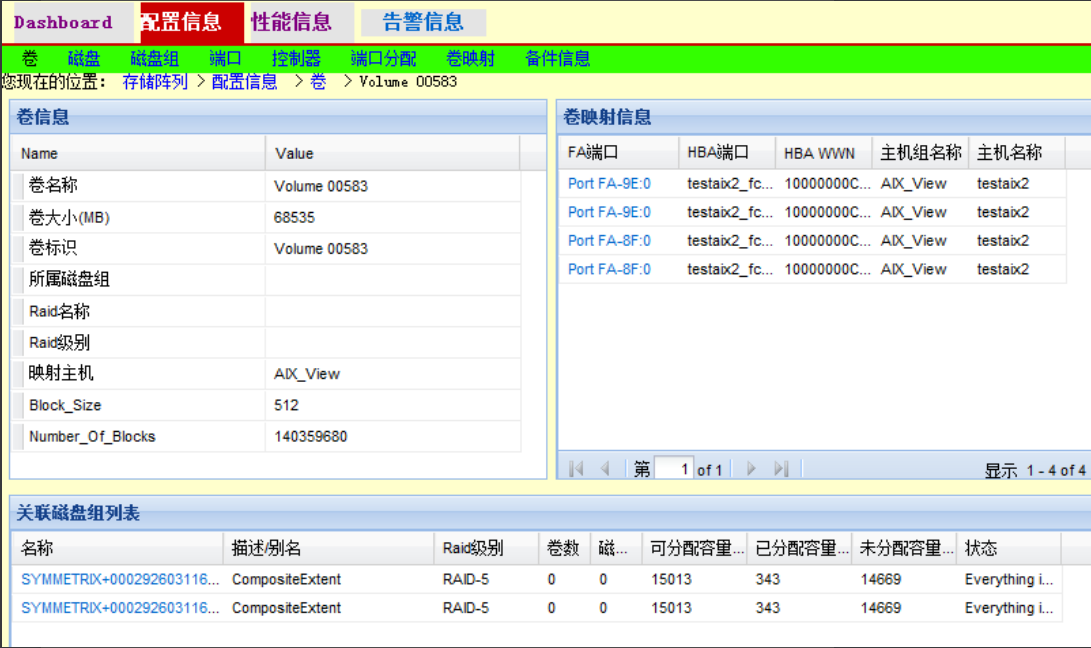 Dashboard 配置信息 性能信息 告警信息
卷 磁盘 磁盘组 端口 控制器 端口分配 卷映射 备件信息
您现在的位置： 存储阵列 > 配置信息 > 卷 > Volume 00583
卷信息
Name Value
卷名称 Volume 00583
卷大小(MB) 68535
卷标识 Volume 00583
所属磁盘组
Raid名称
Raid级别
映射主机 AIX_View
Block_Size 512
Number_Of_Blocks 140359680
卷映射信息
FA端口 HBA端口 HBA WWN 主机组名称 主机名称
Port FA-9E:0 testaix2_fc... 10000000C... AIX_View testaix2
Port FA-9E:0 testaix2_fc... 10000000C... AIX_View testaix2
Port FA-8F:0 testaix2_fc... 10000000C... AIX_View testaix2
Port FA-8F:0 testaix2_fc... 10000000C... AIX_View testaix2
第 1 of 1 显示 1 - 4 of 4
关联磁盘组列表
名称 描述/别名 Raid级别 卷数 磁... 可分配容量... 已分配容量... 未分配容量... 状态
SYMMETRIX+000292603116... CompositeExtent RAID-5 0 0 15013 343 14669 Everything i...
SYMMETRIX+000292603116... CompositeExtent RAID-5 0 0 15013 343 14669 Everything i...